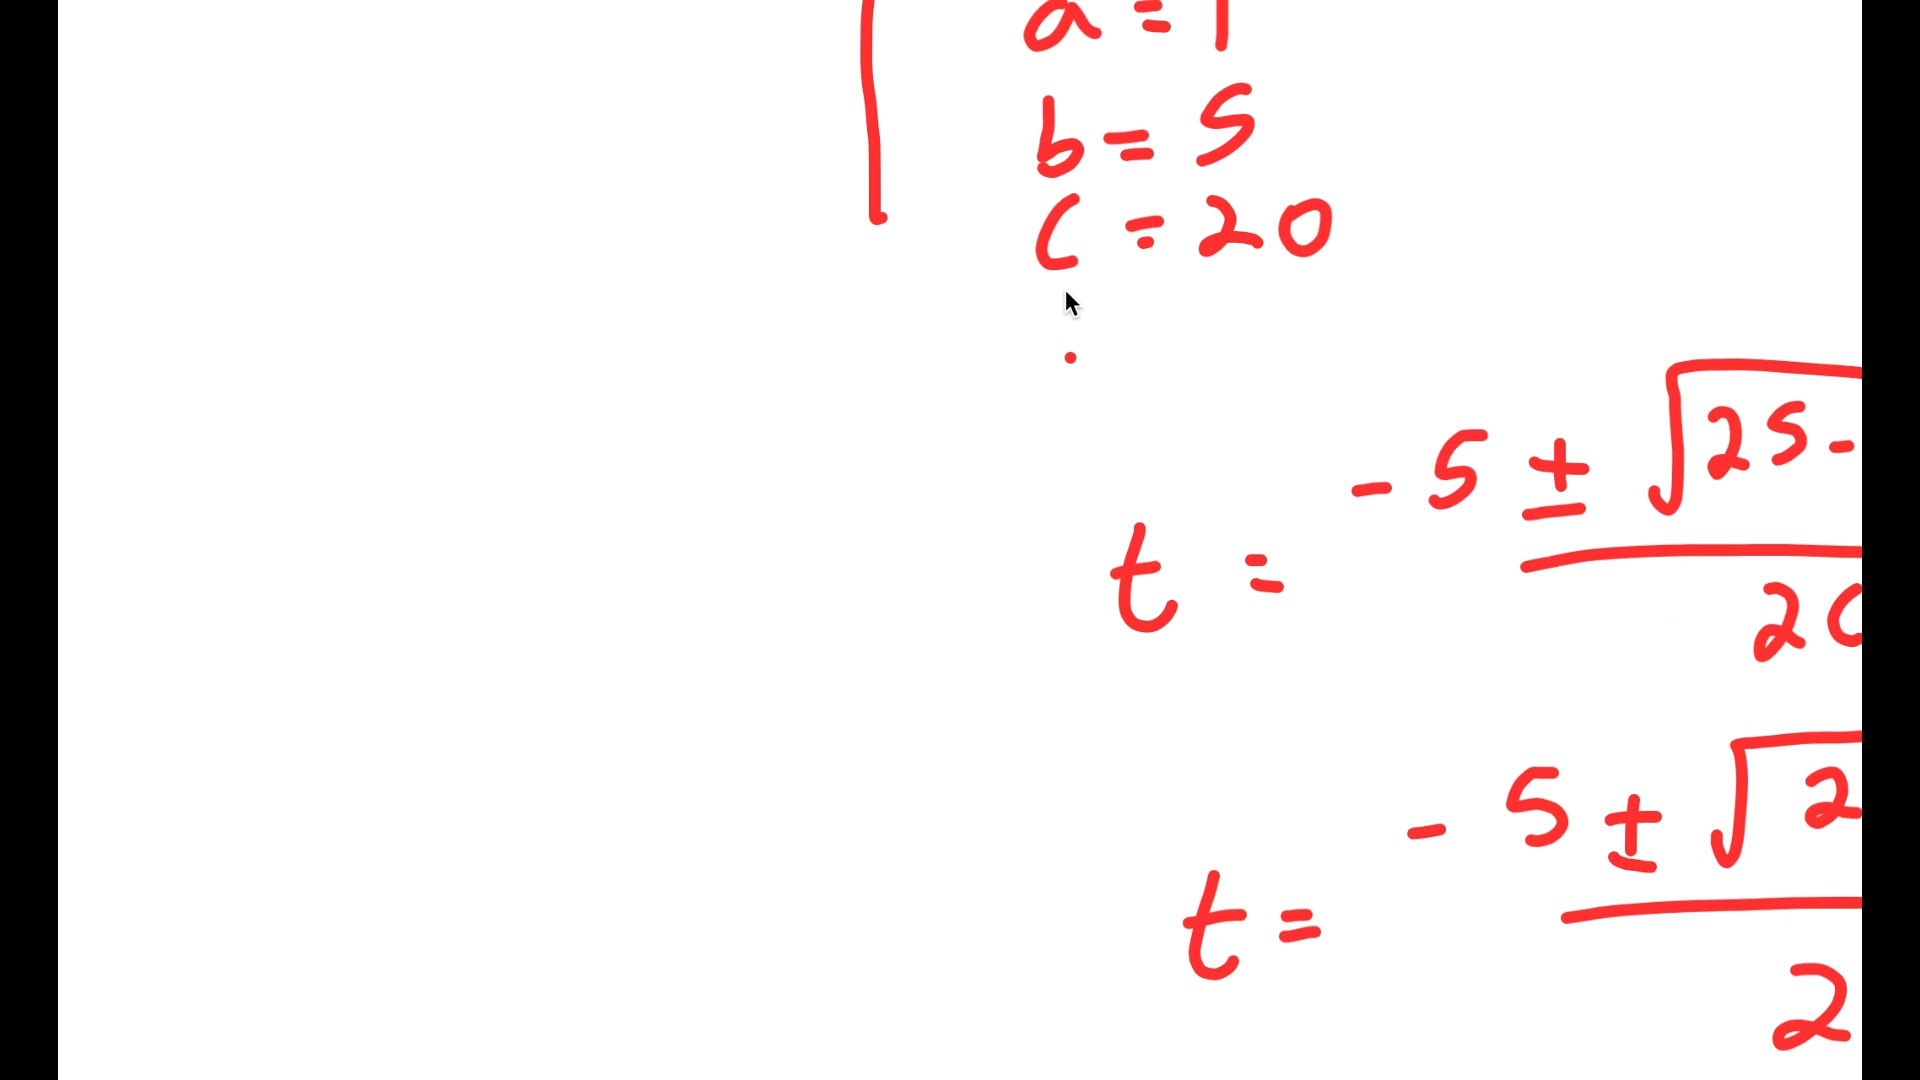 a = 1
b = 5
c = 20
t = -5 ± √25 -
2(
t = -5 ± √2
2